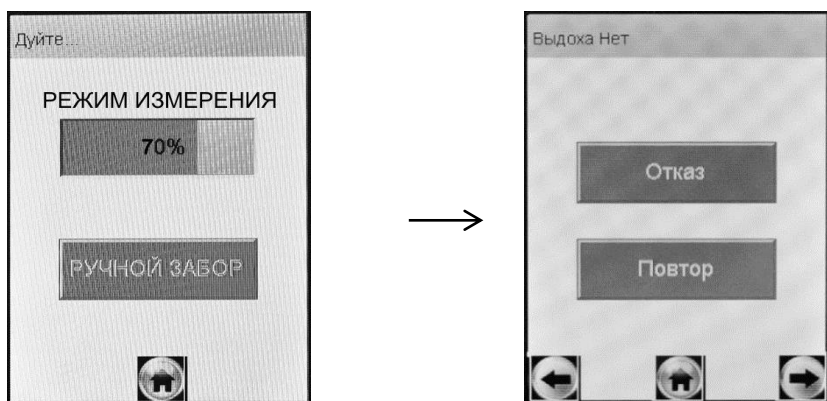 Дуйте...
РЕЖИМ ИЗМЕРЕНИЯ
70%
РУЧНОЙ ЗАБОР
Выдоха Нет
Отказ
Повтор